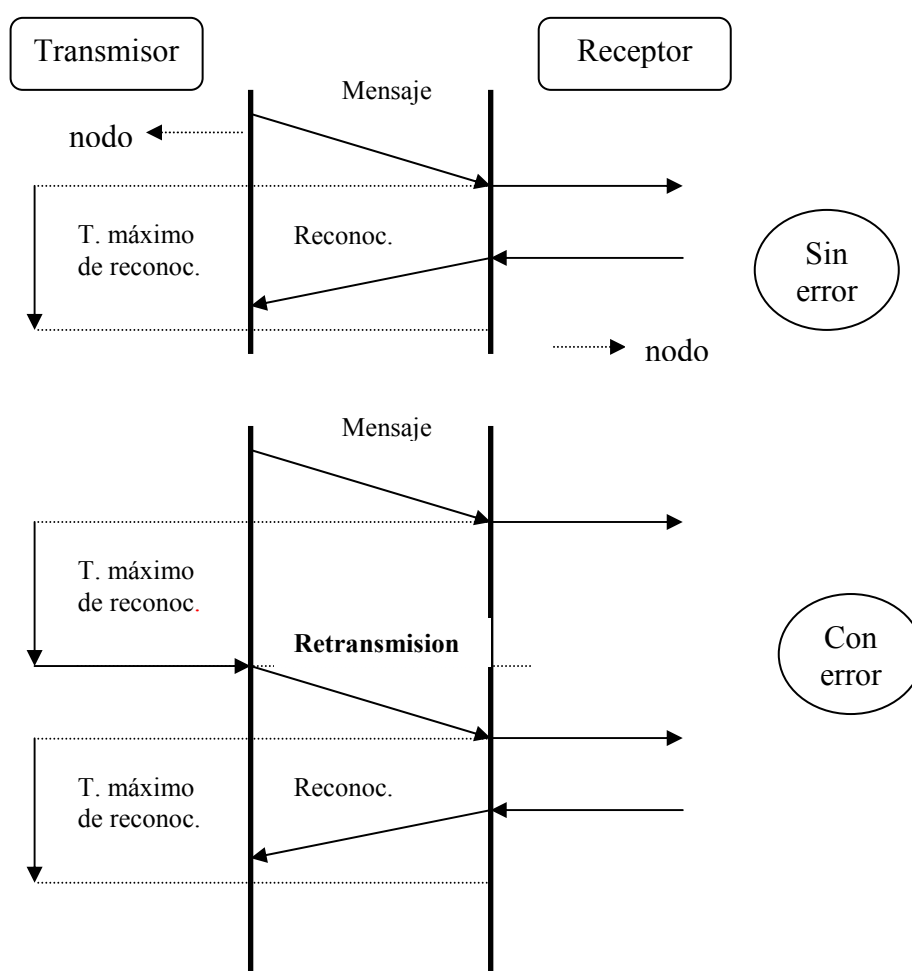 Transmisor
Receptor
Mensaje
nodo
T. máximo
de reconoc.
Reconoc.
Sin
error
nodo
Mensaje
T. máximo
de reconoc.
Retransmision
Con
error
T. máximo
de reconoc.
Reconoc.